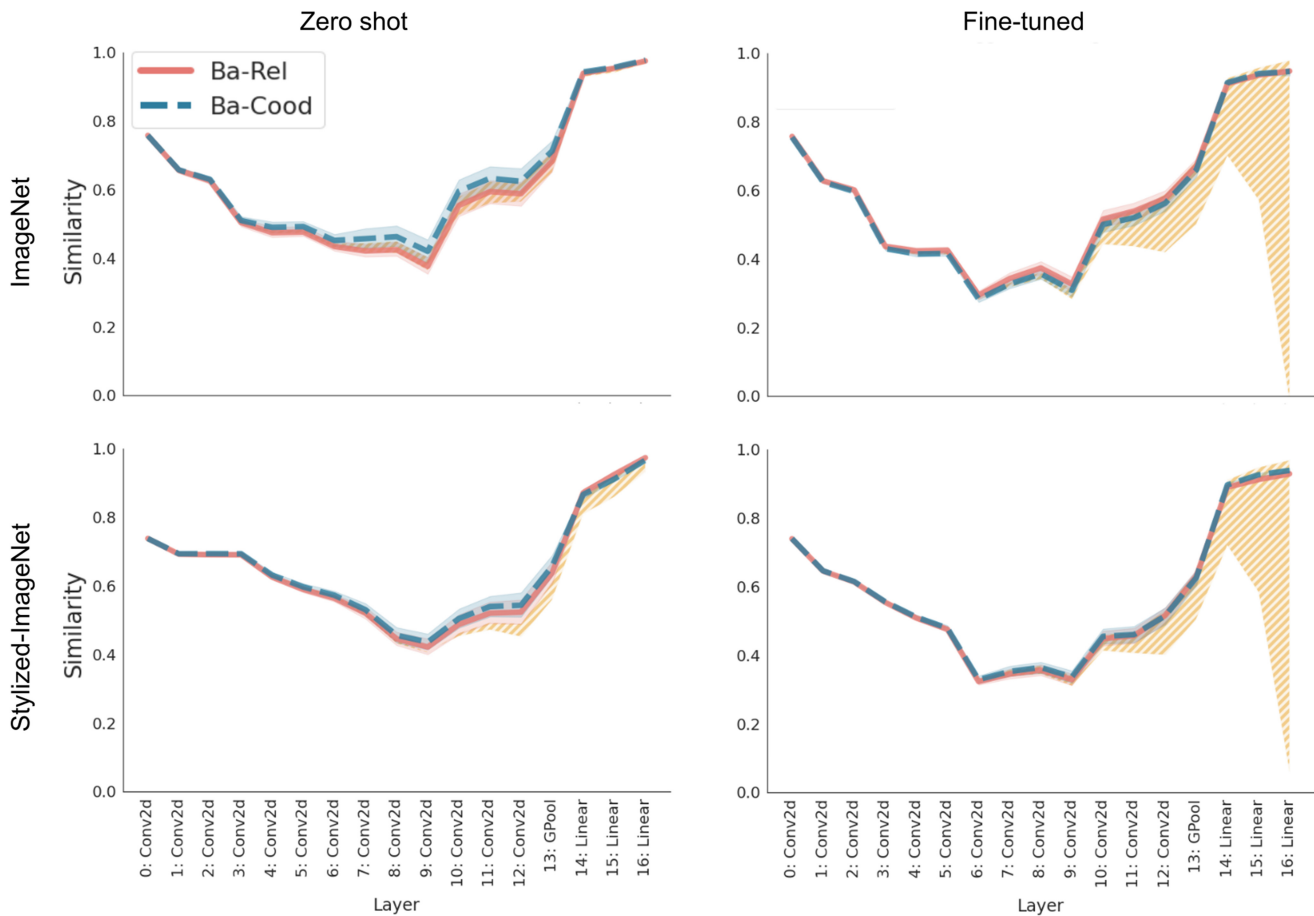 Zero shot
Fine-tuned
ImageNet
Similarity
1.0
0.8
0.6
0.4
0.2
0.0
Ba-Rel
Ba-Cood
1.0
0.8
0.6
0.4
0.2
0.0
Stylized-ImageNet
Similarity
1.0
0.8
0.6
0.4
0.2
0.0
0: Conv2d
1: Conv2d
2: Conv2d
3: Conv2d
4: Conv2d
5: Conv2d
6: Conv2d
7: Conv2d
8: Conv2d
9: Conv2d
10: Conv2d
11: Conv2d
12: Conv2d
13: GPool
14: Linear
15: Linear
16: Linear
Layer
1.0
0.8
0.6
0.4
0.2
0.0
0: Conv2d
1: Conv2d
2: Conv2d
3: Conv2d
4: Conv2d
5: Conv2d
6: Conv2d
7: Conv2d
8: Conv2d
9: Conv2d
10: Conv2d
11: Conv2d
12: Conv2d
13: GPool
14: Linear
15: Linear
16: Linear
Layer